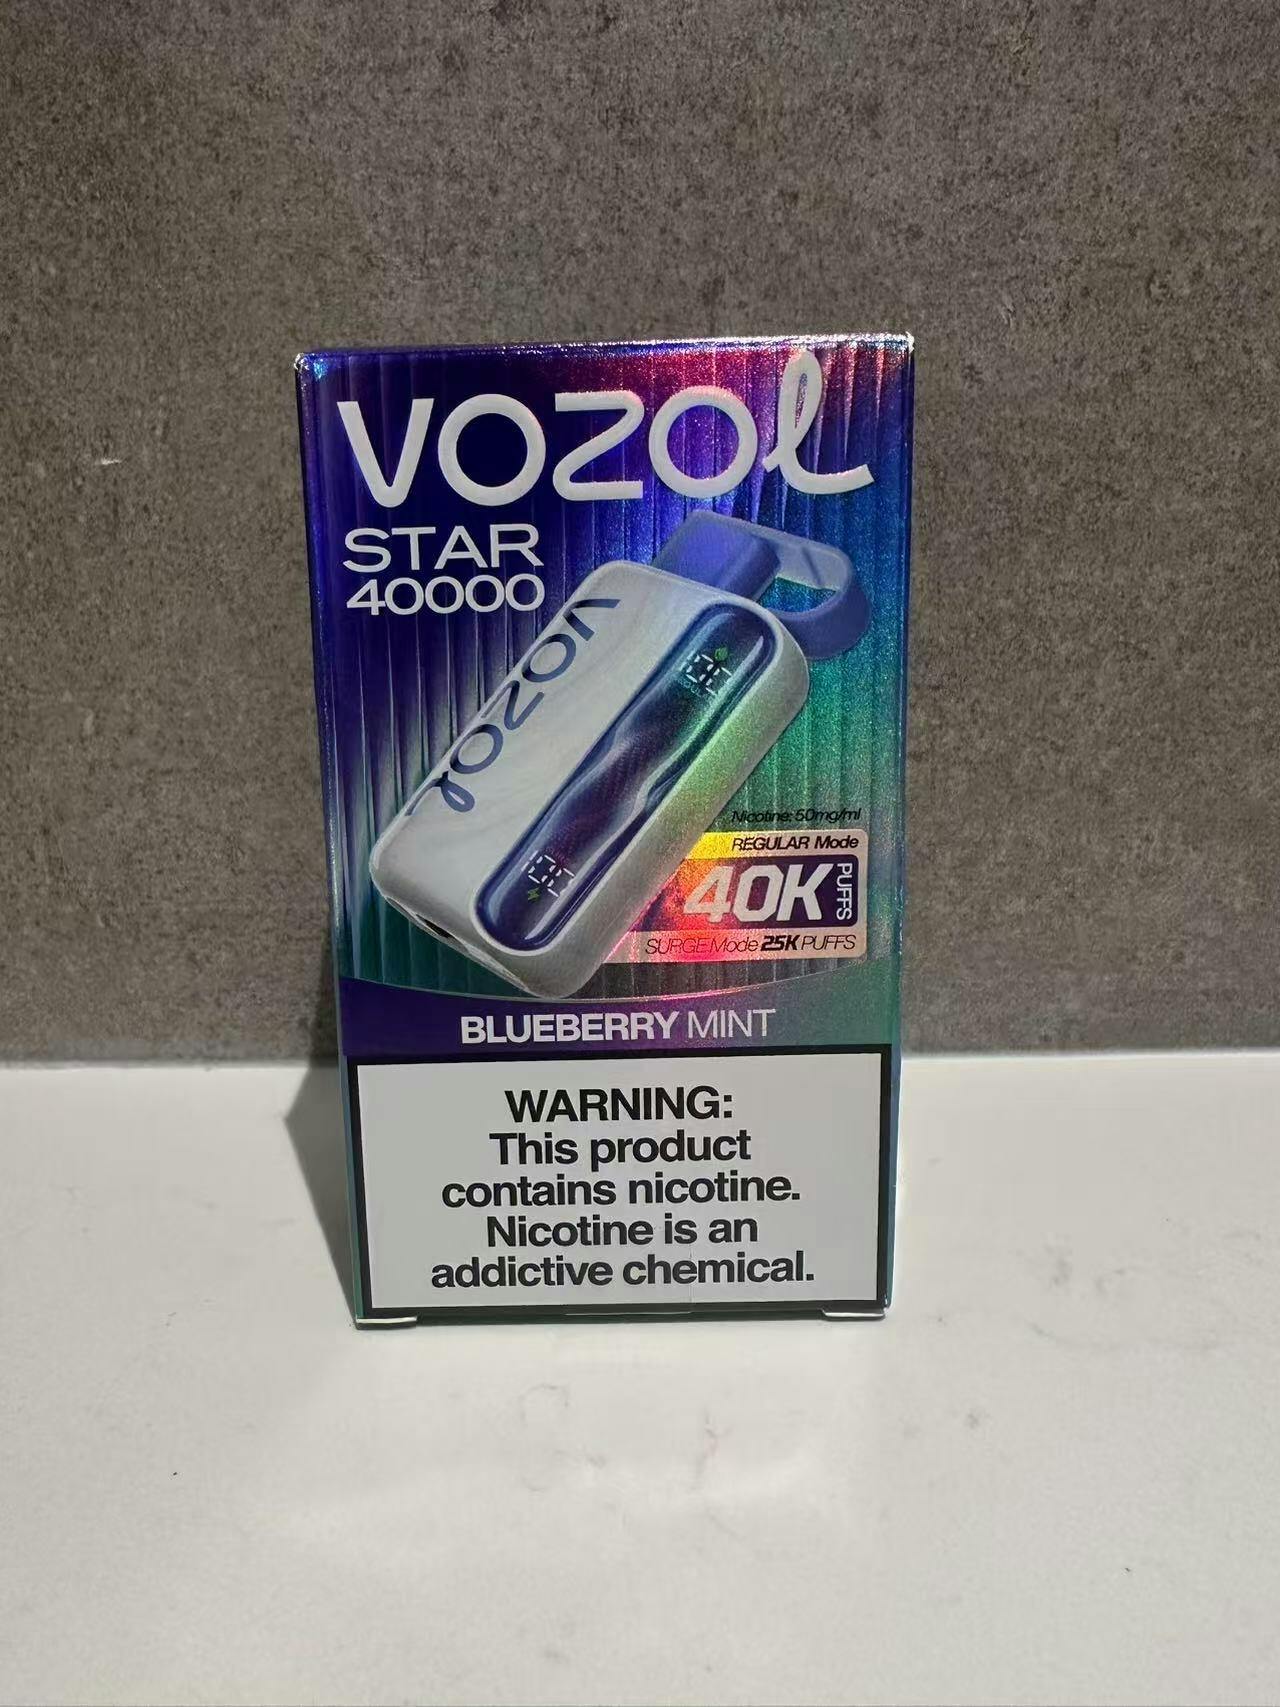 VOZOL
STAR
40000
VOZOL
Nicotine: 50mg/ml
REGULAR Mode
40K PUFFS
SURGE Mode 25K PUFFS
BLUEBERRY MINT
WARNING:
This product
contains nicotine.
Nicotine is an
addictive chemical.